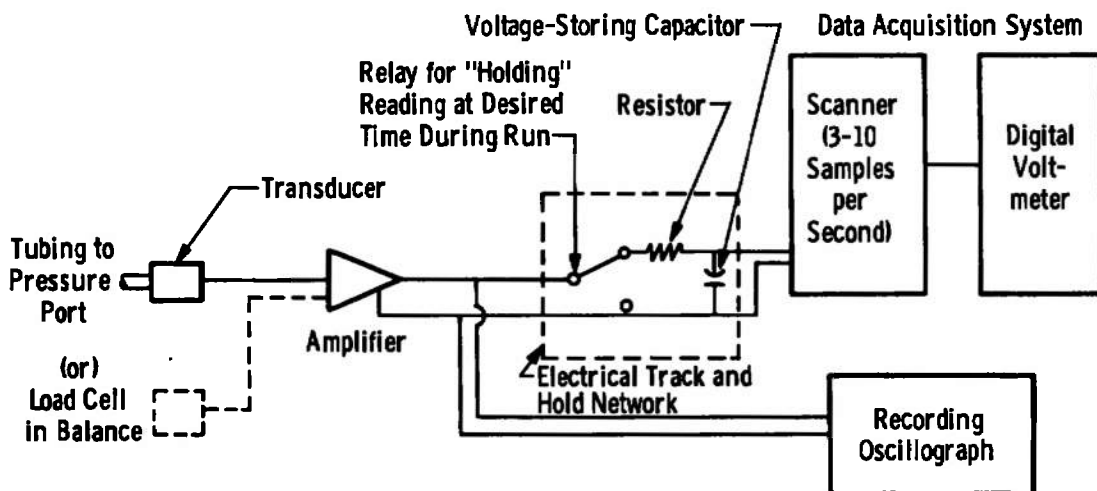 Voltage-Storing Capacitor
Data Acquisition System
Relay for "Holding"
Reading at Desired
Time During Run
Resistor
Scanner
(3-10
Samples
per
Second)
Digital
Volt-
meter
Transducer
Tubing to
Pressure
Port
Amplifier
(or)
Load Cell
in Balance
Electrical Track and
Hold Network
Recording
Oscillograph